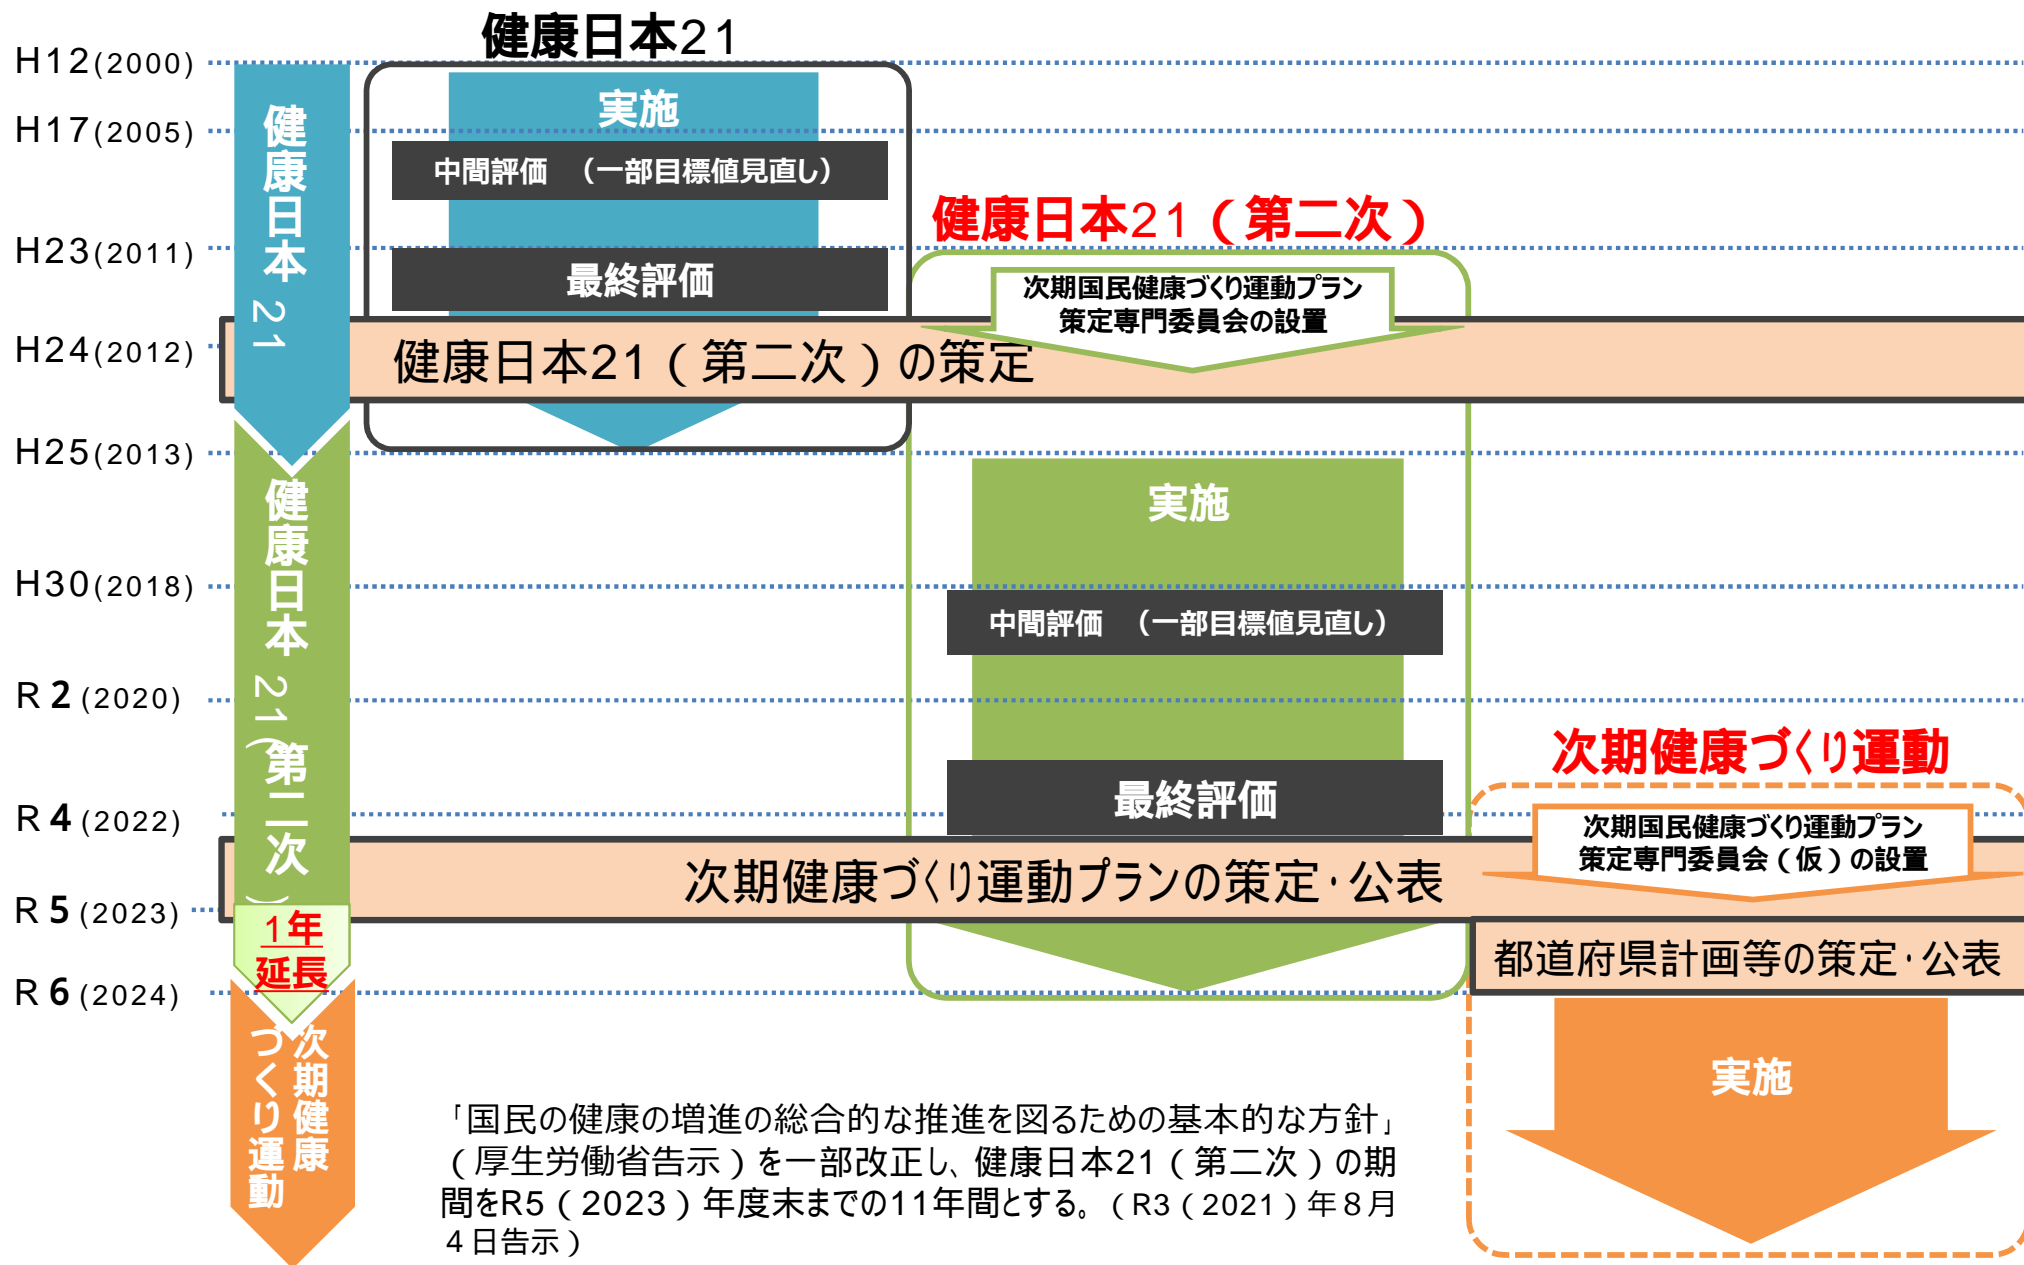 健康日本21
H12(2000)
H17(2005)
H23(2011)
H24(2012)
H25(2013)
H30(2018)
R２(2020)
R４(2022)
R５(2023)
R６(2024)
健康日本 21
健康日本 21(第二次)
1年
延長
次期健康
づくり運動
実施
中間評価　（一部目標値見直し）
最終評価
健康日本21（第二次）
次期国民健康づくり運動プラン
策定専門委員会の設置
健康日本21（第二次）の策定
実施
中間評価　（一部目標値見直し）
最終評価
次期健康づくり運動
次期国民健康づくり運動プラン
策定専門委員会（仮）の設置
次期健康づくり運動プランの策定･公表
都道府県計画等の策定･公表
実施
「国民の健康の増進の総合的な推進を図るための基本的な方針」
（厚生労働省告示）を一部改正し、健康日本21（第二次）の期
間をR5（2023）年度末までの11年間とする。（R3（2021）年８月
４日告示）